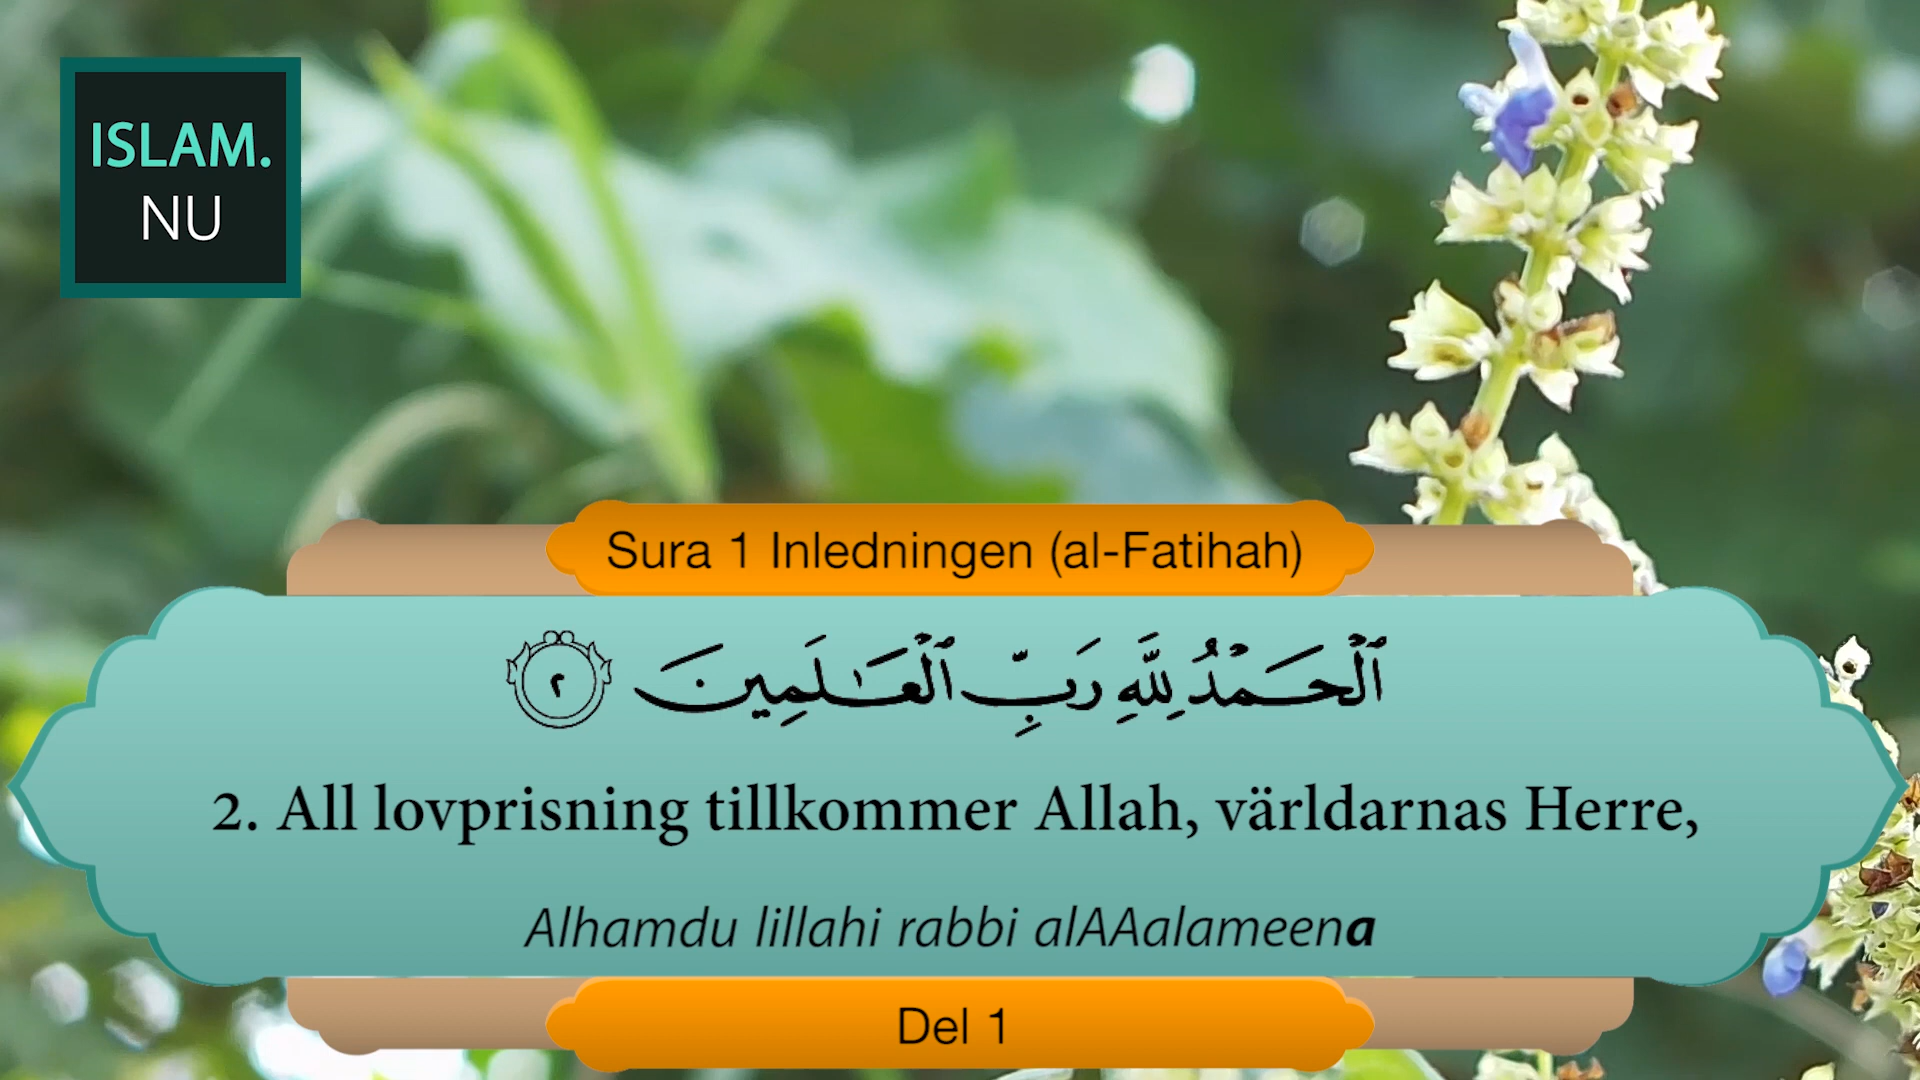 ISLAM.
NU
Sura 1 Inledningen (al-Fatihah)
ٱلۡحَمۡدُ لِلَّهِ رَبِّ ٱلۡعَـٰلَمِينَ ٢
2. All lovprisning tillkommer Allah, världarnas Herre,
Alhamdu lillahi rabbi alAAalameena
Del 1